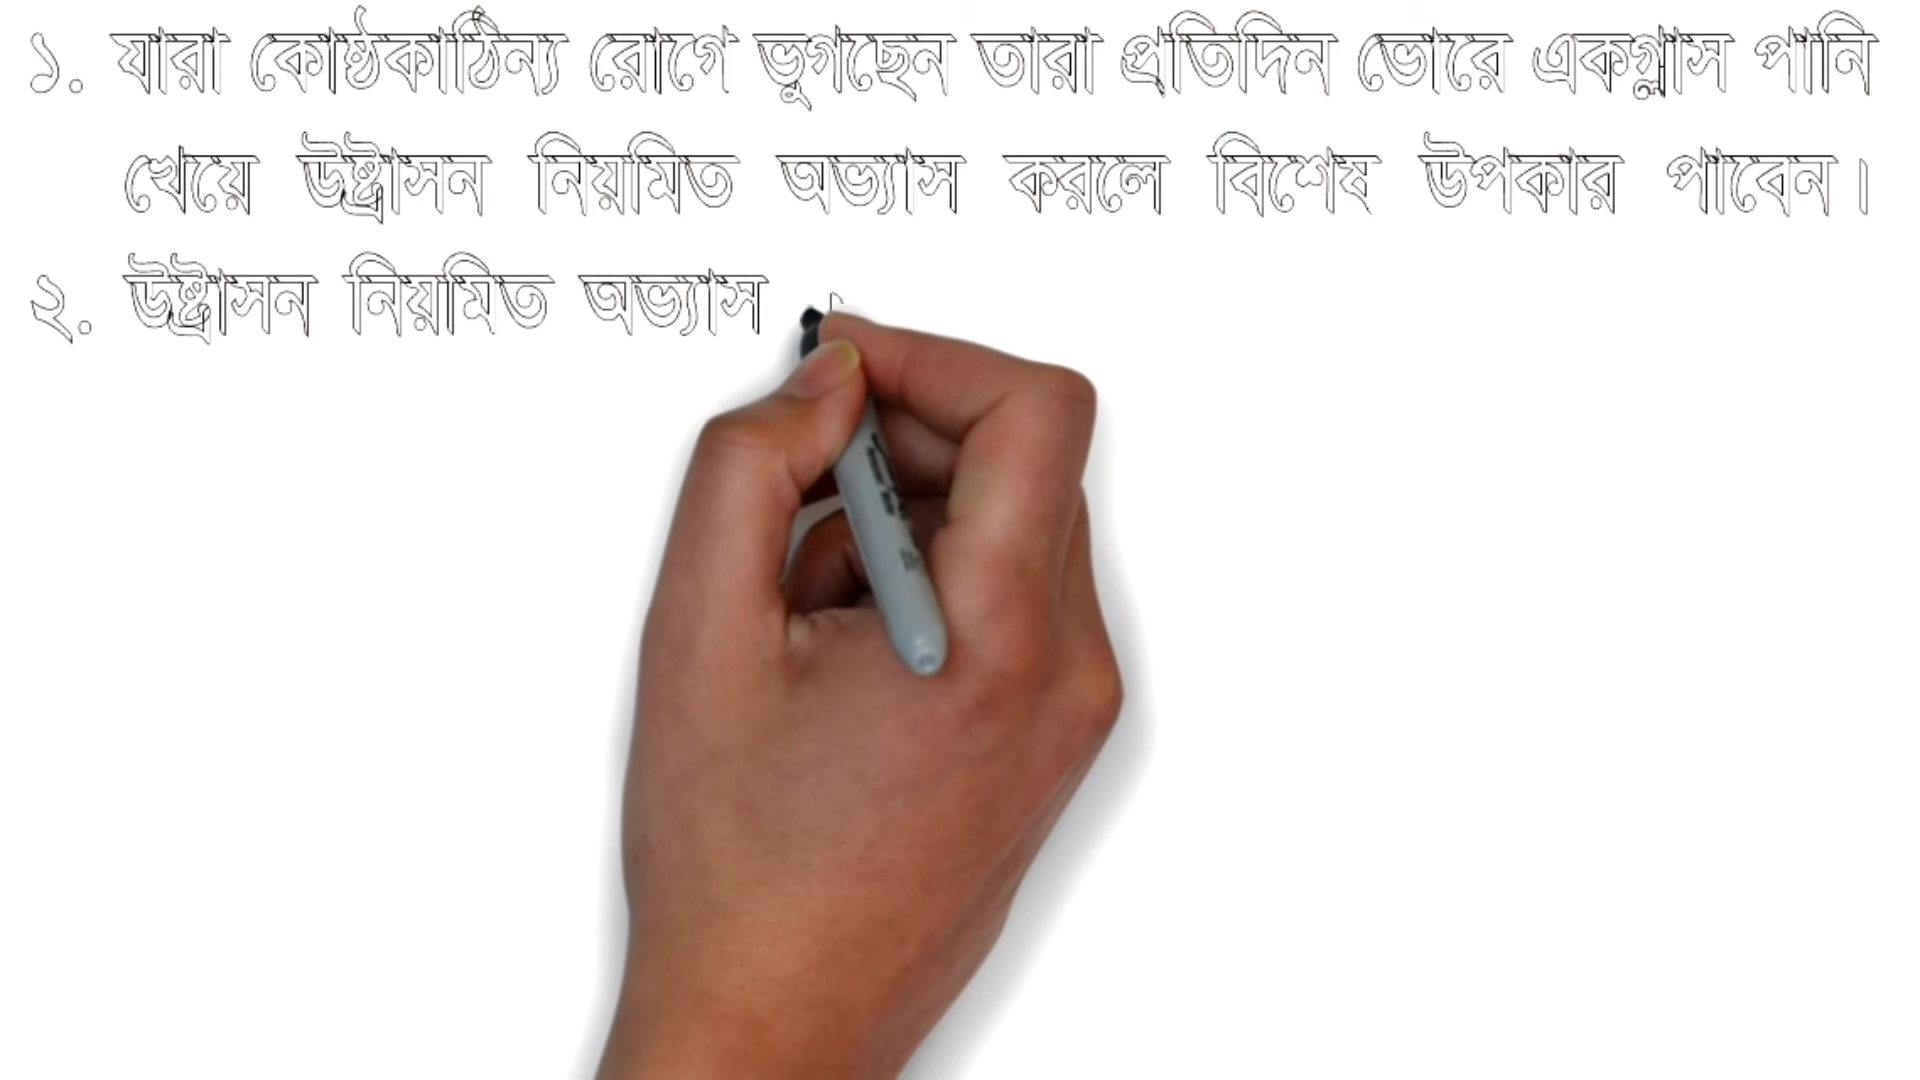 ১. যারা কোষ্ঠকাঠিন্য রোগে ভুগছেন তারা প্রতিদিন ভোরে একগ্লাস পানি
খেয়ে উষ্ট্রাসন নিয়মিত অভ্যাস করলে বিশেষ উপকার পাবেন।
২. উষ্ট্রাসন নিয়মিত অভ্যাস